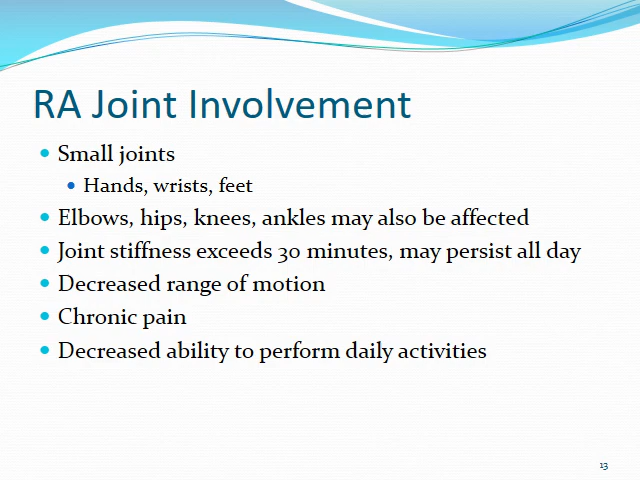 RA Joint Involvement
Small joints
Hands, wrists, feet
Elbows, hips, knees, ankles may also be affected
Joint stiffness exceeds 30 minutes, may persist all day
Decreased range of motion
Chronic pain
Decreased ability to perform daily activities
13